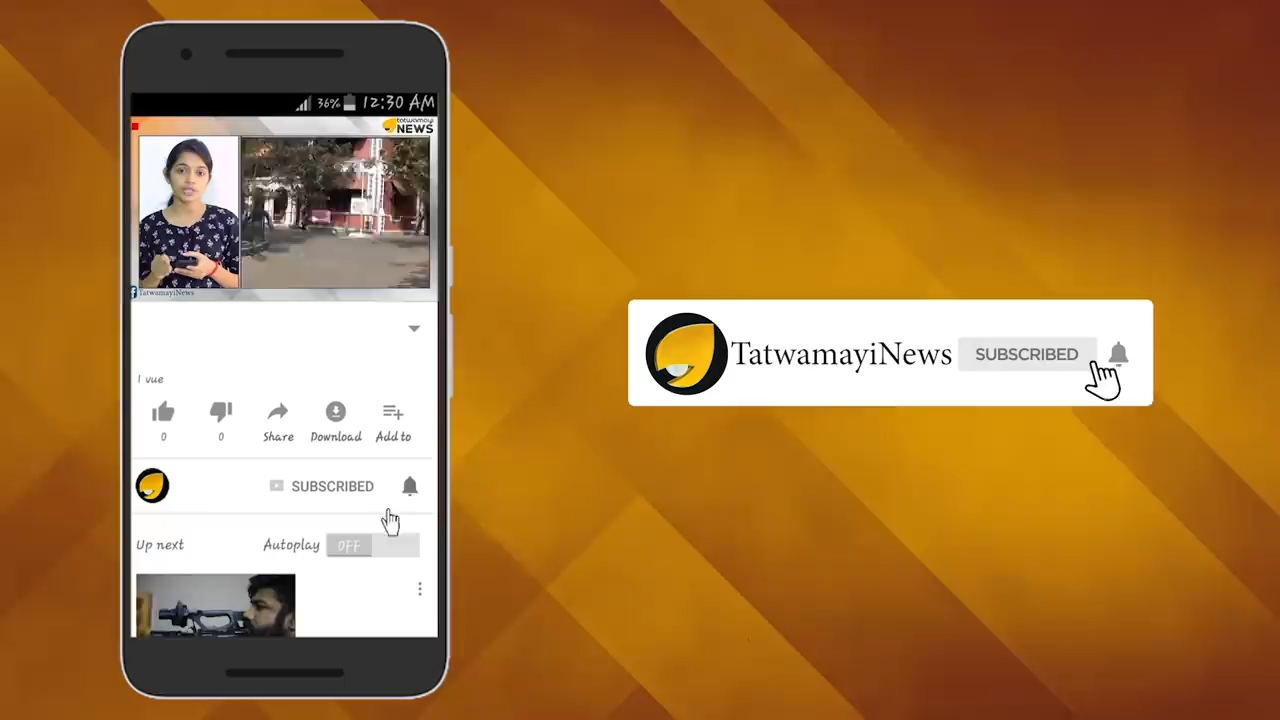 36% 12:30 AM
tatwamayi
NEWS
TatwamayiNews
1 vue
0 0 Share Download Add to
SUBSCRIBED
Up next Autoplay OFF
TatwamayiNews SUBSCRIBED